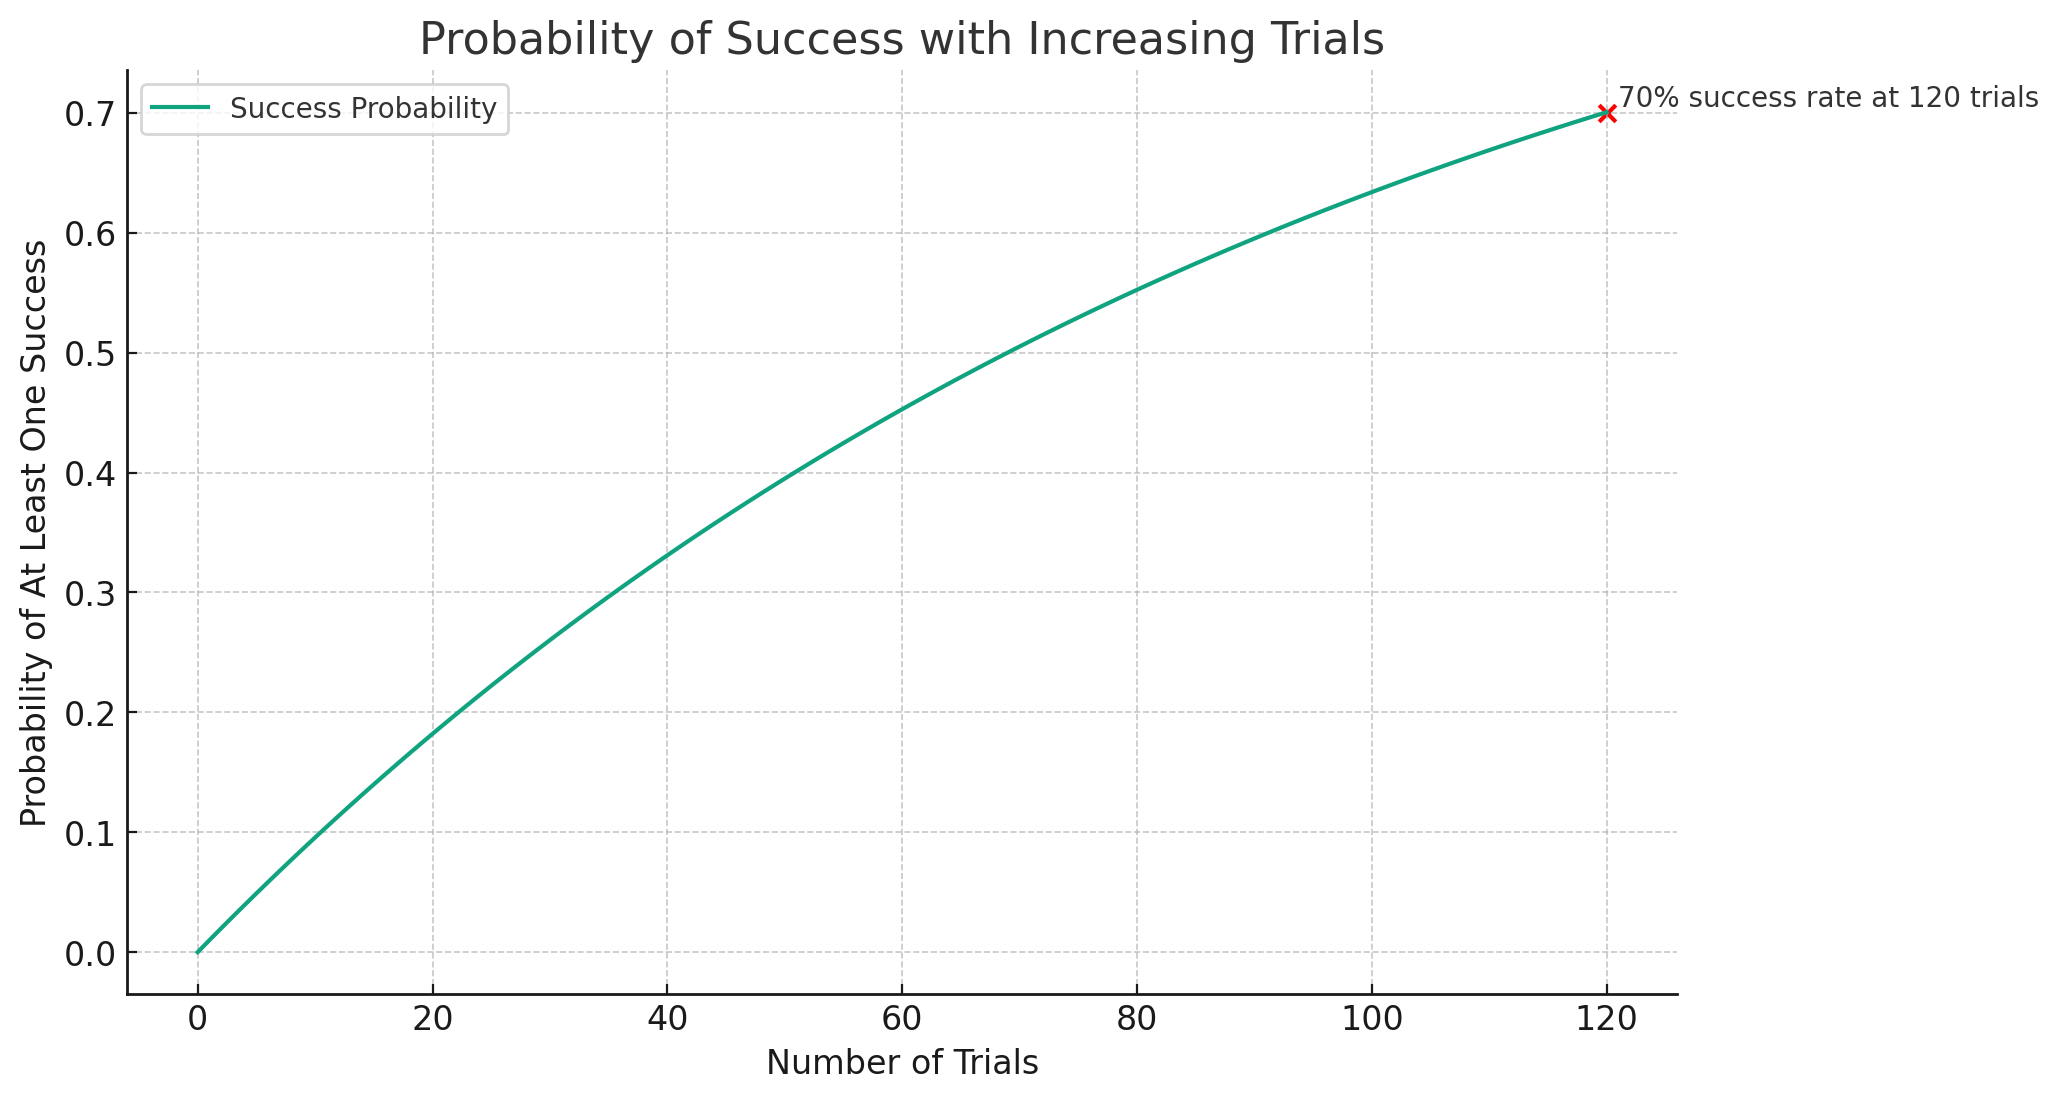 Probability of Success with Increasing Trials
Success Probability
70% success rate at 120 trials
Probability of At Least One Success
0.7
0.6
0.5
0.4
0.3
0.2
0.1
0.0
0 20 40 60 80 100 120
Number of Trials